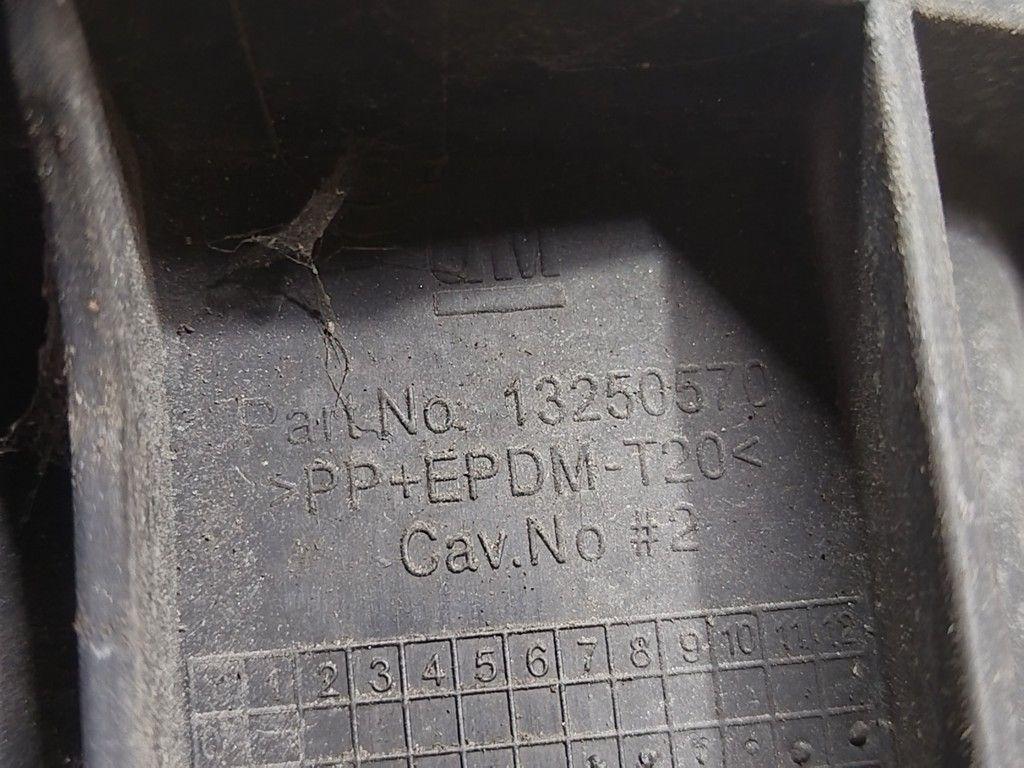 GM
Part.No. 13250570
>PP+EPDM-T20<
Cav.No #2
1 2 3 4 5 6 7 8 9 10 11 12
07